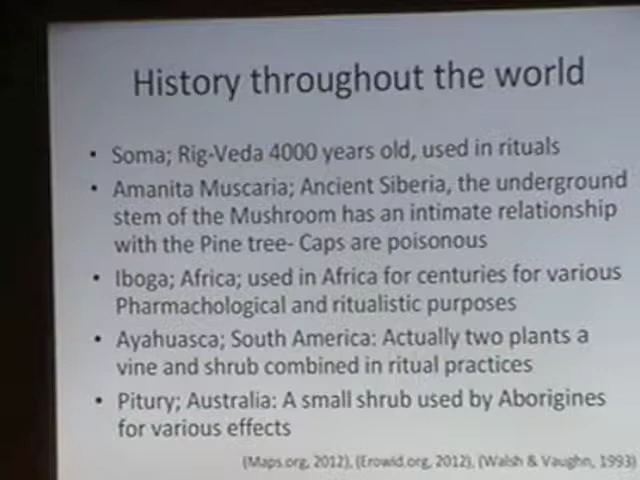 History throughout the world
• Soma; Rig-Veda 4000 years old, used in rituals
• Amanita Muscaria; Ancient Siberia, the underground
stem of the Mushroom has an intimate relationship
with the Pine tree- Caps are poisonous
• Iboga; Africa; used in Africa for centuries for various
Pharmachological and ritualistic purposes
• Ayahuasca; South America: Actually two plants a
vine and shrub combined in ritual practices
• Pitury; Australia: A small shrub used by Aborigines
for various effects
(Maps.org, 2012), (Erowid.org, 2012), (Walsh & Vaughn, 1993)